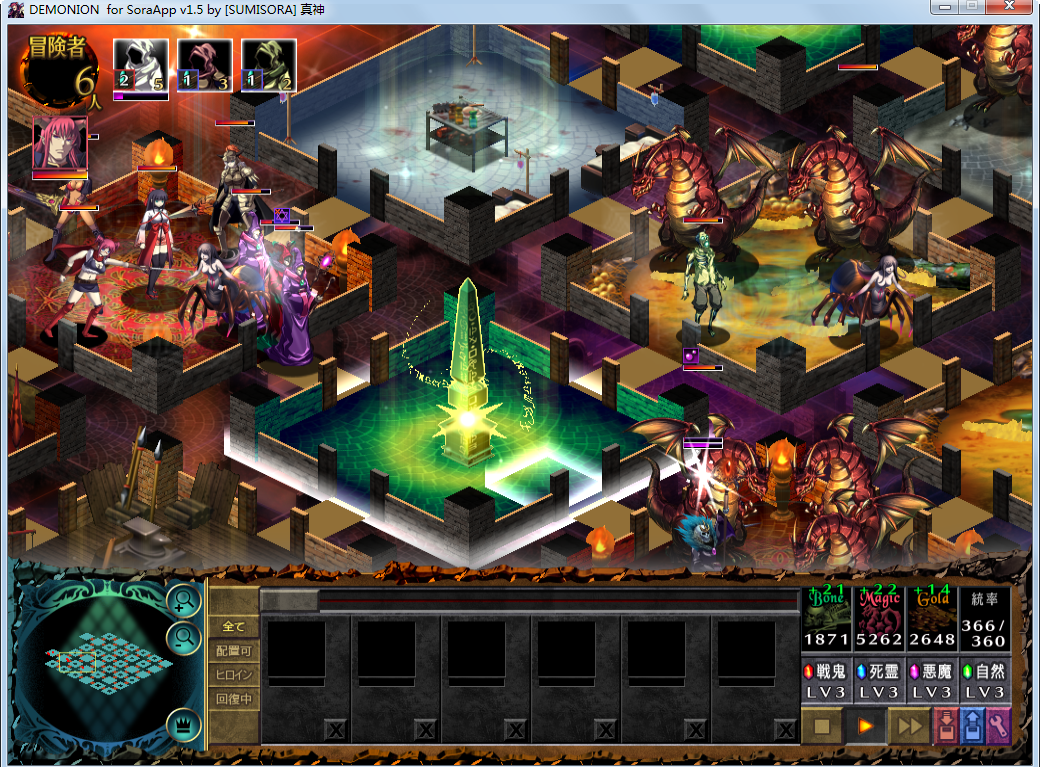 DEMONION for SoraApp v1.5 by [SUMISORA] 真神
冒険者
6人
2 5
1 3
1 2
全て
配置可
ヒロイン
回復中
X X X X X X
+21 +22 +14
Bone Magic Gold 統率
1871 5262 2648 366/360
戦鬼 死霊 悪魔 自然
LV3 LV3 LV3 LV3